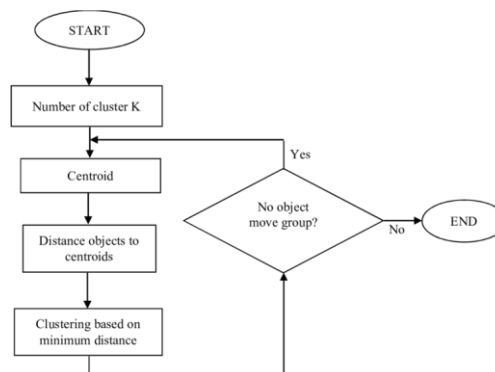 START
Number of cluster K
Centroid
Distance objects to
centroids
Clustering based on
minimum distance
Yes
No object
move group?
No
END